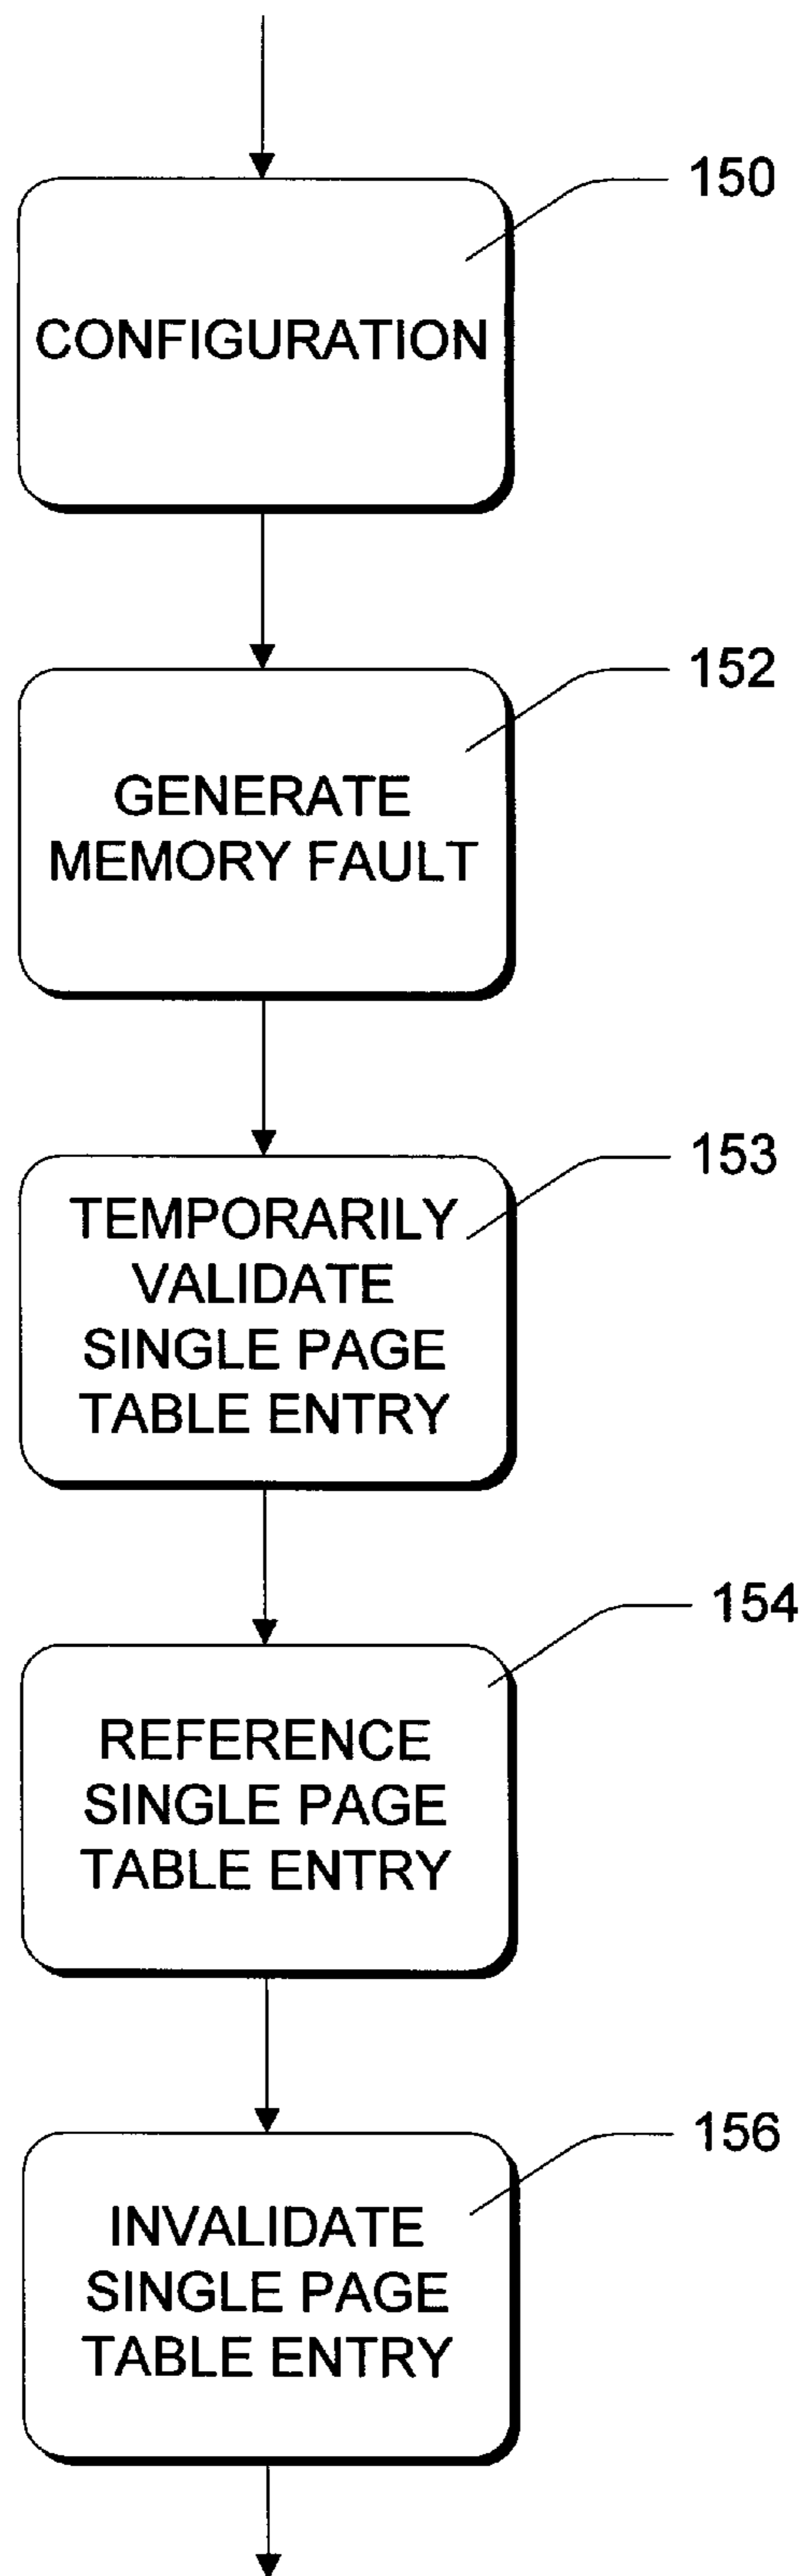 150
CONFIGURATION
152
GENERATE
MEMORY FAULT
153
TEMPORARILY
VALIDATE
SINGLE PAGE
TABLE ENTRY
154
REFERENCE
SINGLE PAGE
TABLE ENTRY
156
INVALIDATE
SINGLE PAGE
TABLE ENTRY